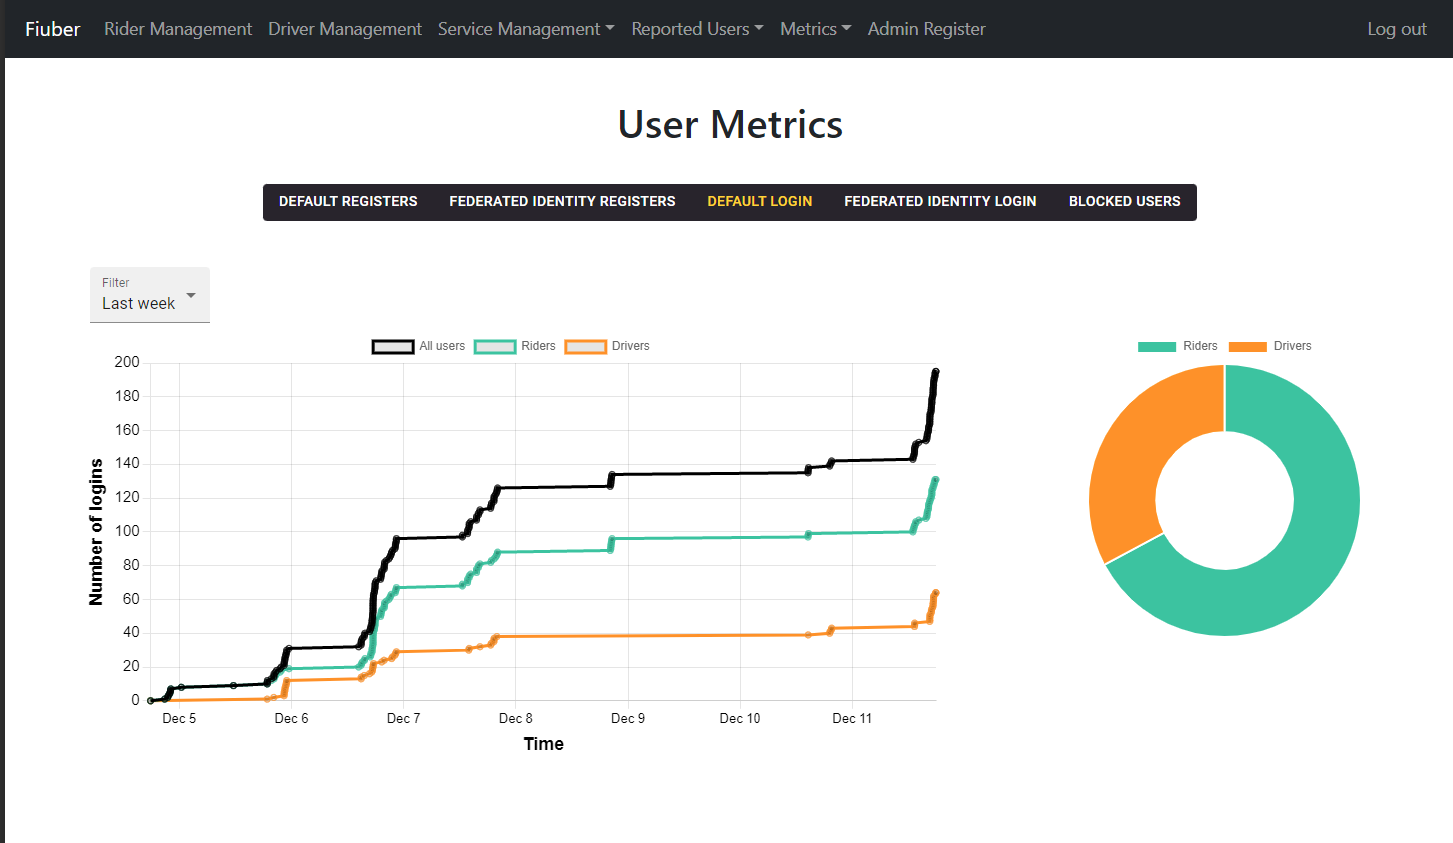 Fiuber Rider Management Driver Management Service Management Reported Users Metrics Admin Register Log out
User Metrics
DEFAULT REGISTERS FEDERATED IDENTITY REGISTERS DEFAULT LOGIN FEDERATED IDENTITY LOGIN BLOCKED USERS
Filter
Last week
All users Riders Drivers
Riders Drivers
200
180
160
140
120
100
80
60
40
20
0
Number of logins
Dec 5 Dec 6 Dec 7 Dec 8 Dec 9 Dec 10 Dec 11
Time